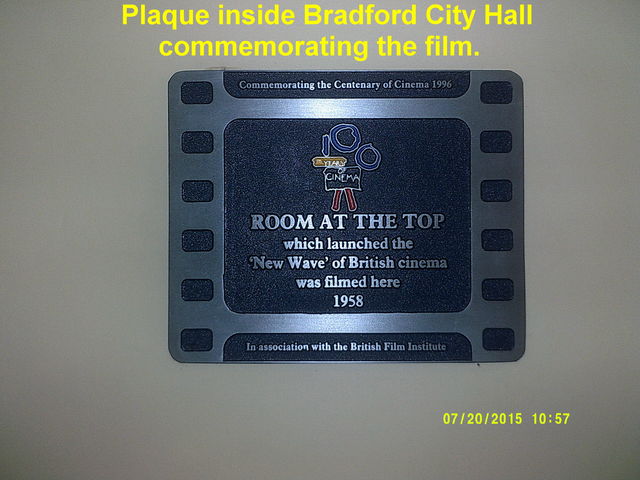 Plaque inside Bradford City Hall
commemorating the film.
Commemorating the Centenary of Cinema 1996
100
YEARS
OF
CINEMA
ROOM AT THE TOP
which launched the
'New Wave' of British cinema
was filmed here
1958
In association with the British Film Institute
07/20/2015 10:57